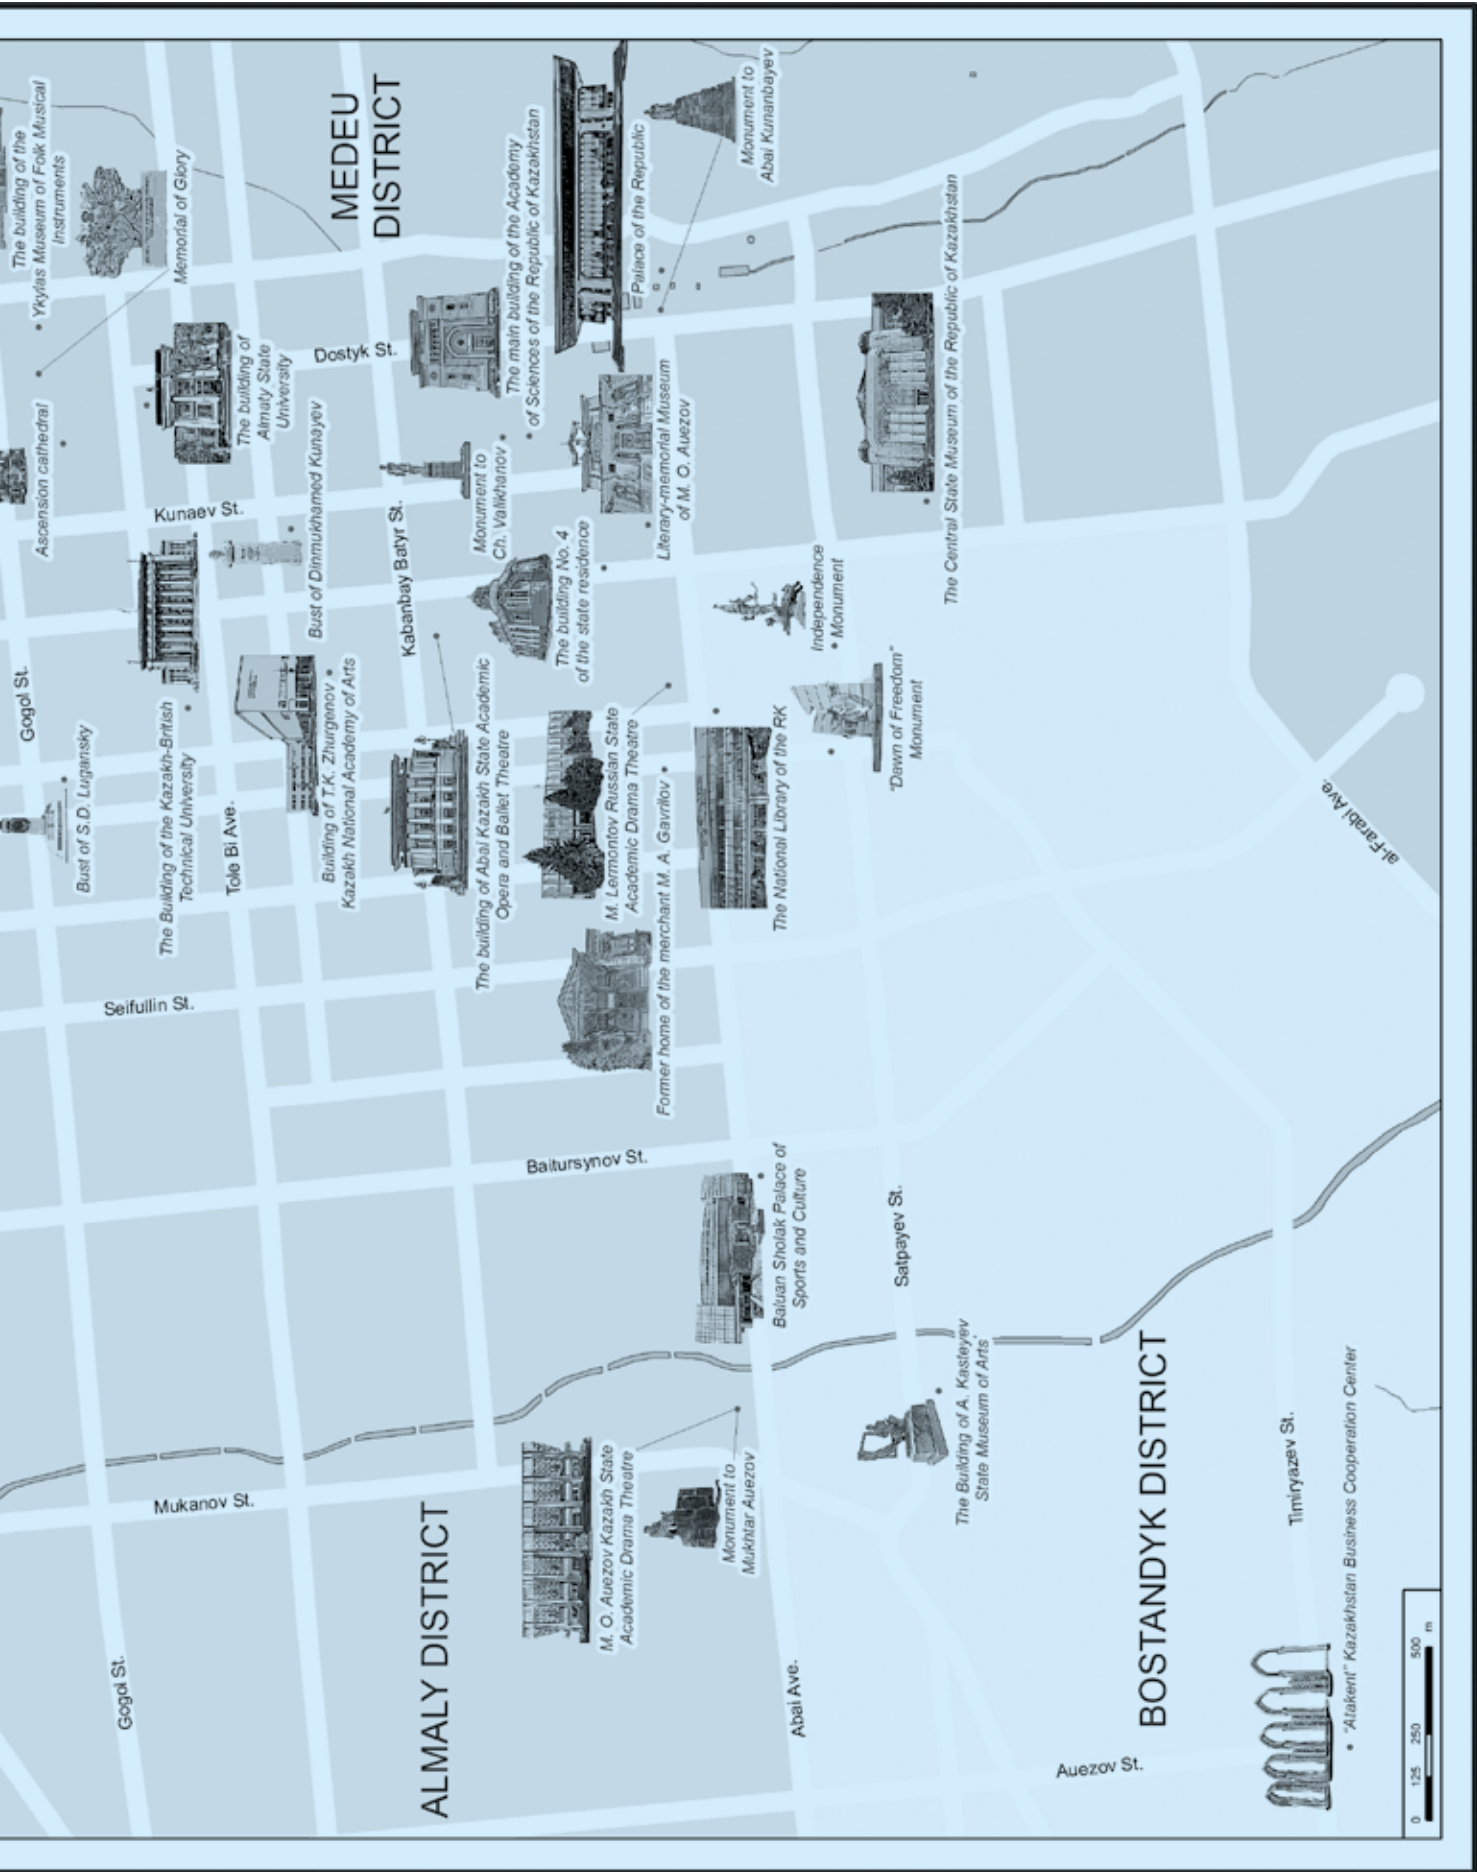 The building of the
Ykylas Museum of Folk Musical
Instruments
Ascension cathedral
Gogol St.
Bust of S.D. Lugansky
Gogol St.
Memorial of Glory
Seifullin St.
Mukanov St.
Kunaev St.
The Building of the Kazakh-British
Technical University
Tole Bi Ave.
The building of
Almaty State
University
Bust of Dinmukhamed Kunayev
Building of T.K. Zhurgenov
Kazakh National Academy of Arts
Dostyk St.
MEDEU
DISTRICT
Kabanbay Batyr St.
ALMALY DISTRICT
Monument to
Ch. Valikhanov
The building of Abai Kazakh State Academic
Opera and Ballet Theatre
The main building of the Academy
of Sciences of the Republic of Kazakhstan
The building No. 4
of the state residence
Baitursynov St.
M. Lermontov Russian State
Academic Drama Theatre
M. O. Auezov Kazakh State
Academic Drama Theatre
Palace of the Republic
Literary-memorial Museum
of M. O. Auezov
Former home of the merchant M. A. Gavrilov
Monument to
Abai Kunanbayev
Monument to
Mukhtar Auezov
The National Library of the RK
Baluan Sholak Palace of
Sports and Culture
Abai Ave.
Independence
Monument
"Dawn of Freedom"
Monument
Satpayev St.
The Central State Museum of the Republic of Kazakhstan
The Building of A. Kasteyev
State Museum of Arts
Auezov St.
BOSTANDYK DISTRICT
Timiryazev St.
al-Farabi Ave.
"Atakent" Kazakhstan Business Cooperation Center
0 125 250 500
m